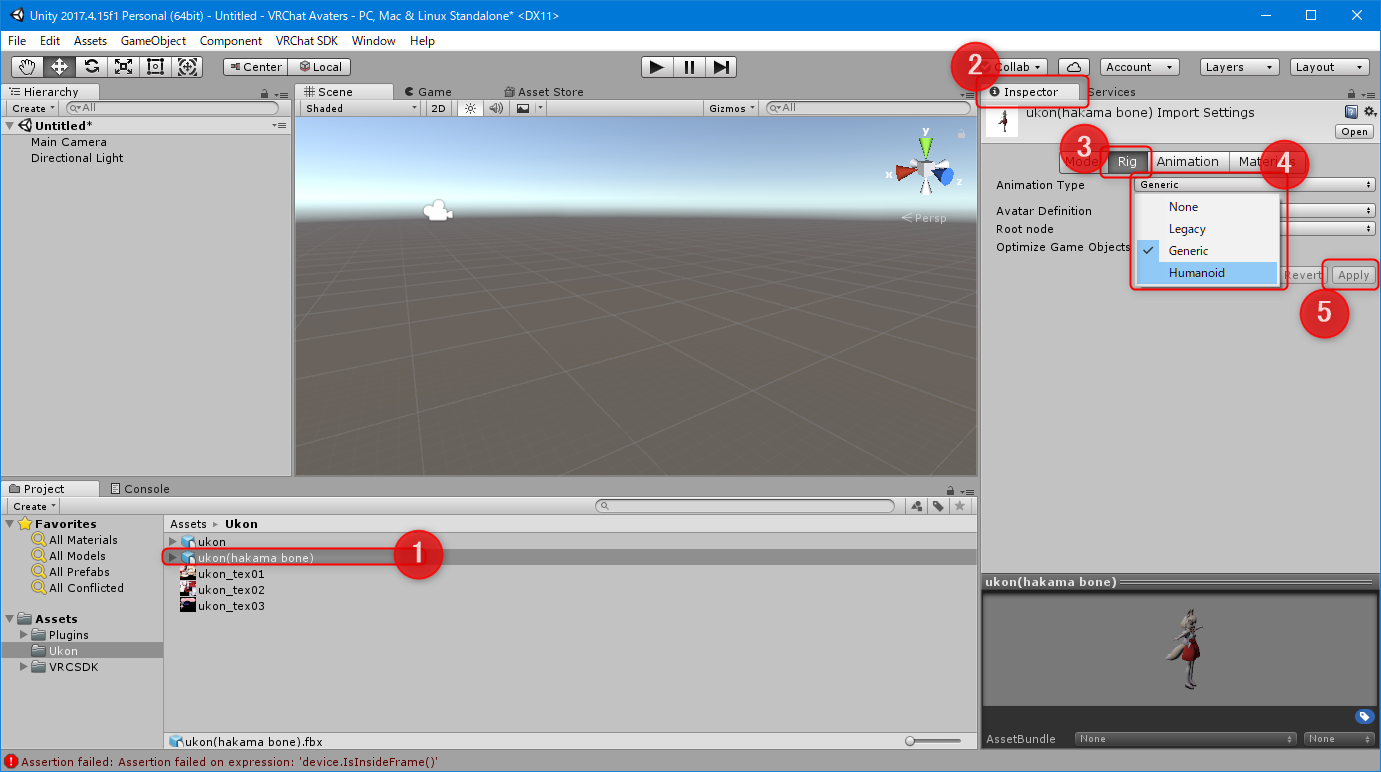 Unity 2017.4.15f1 Personal (64bit) - Untitled - VRChat Avaters - PC, Mac & Linux Standalone* <DX11>
File Edit Assets GameObject Component VRChat SDK Window Help
Center Local Collab Account Layers Layout
2
Hierarchy
Create All
Untitled*
Main Camera
Directional Light
Scene Game Asset Store
Shaded 2D Gizmos All
y
x
z
Persp
Inspector Services
ukon(hakama bone) Import Settings
Open
3
4
Model Rig Animation Materials
Animation Type Generic
Avatar Definition
Root node
Optimize Game Objects
None
Legacy
Generic
Humanoid
Revert Apply
5
Project Console
Create
Favorites
All Materials
All Models
All Prefabs
All Conflicted
Assets
Plugins
Ukon
VRCSDK
Assets Ukon
ukon
ukon(hakama bone)
1
ukon_tex01
ukon_tex02
ukon_tex03
ukon(hakama bone).fbx
ukon(hakama bone)
AssetBundle None None
Assertion failed: Assertion failed on expression: 'device.IsInsideFrame()'